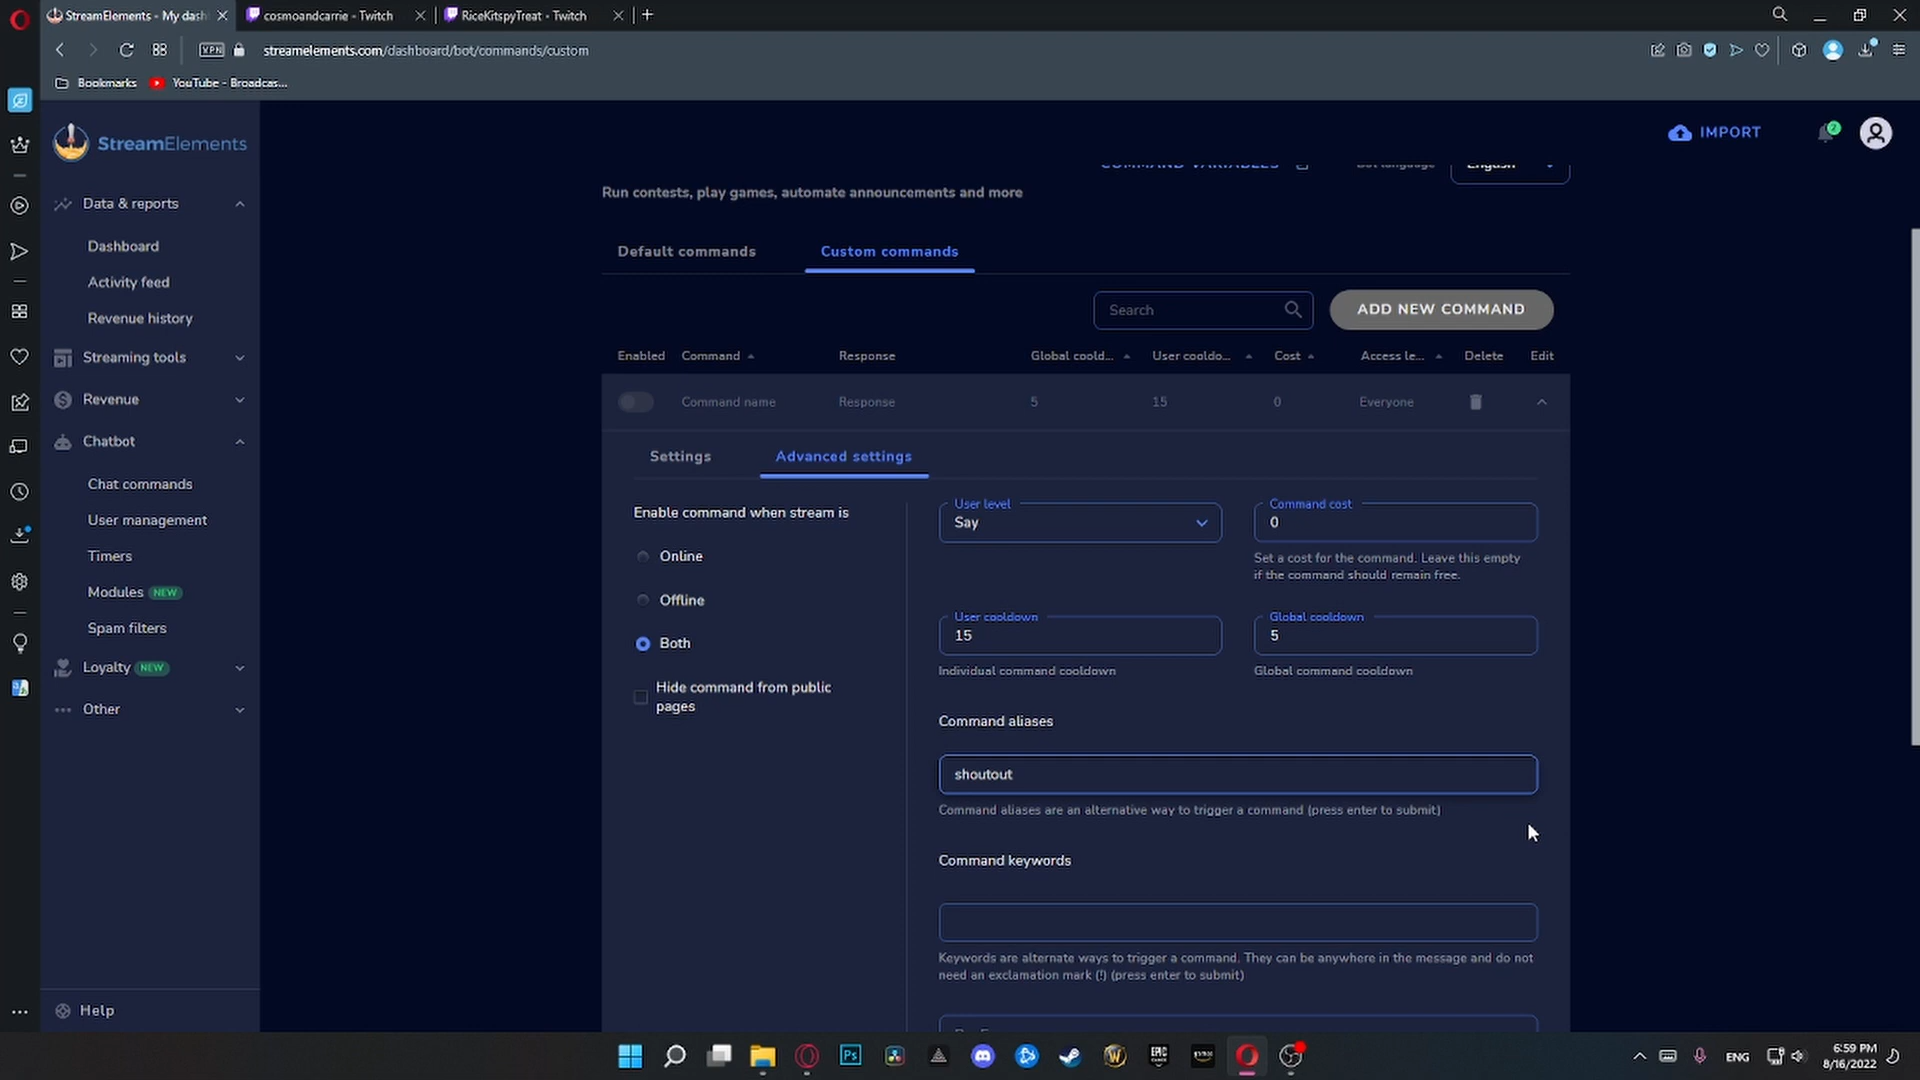 StreamElements - My dash
cosmoandcarrie - Twitch
RiceKitspyTreat - Twitch
VPN
streamelements.com/dashboard/bot/commands/custom
Bookmarks
YouTube - Broadcas...
StreamElements
IMPORT
2
Data & reports
Dashboard
Activity feed
Revenue history
Streaming tools
Revenue
Chatbot
Chat commands
User management
Timers
Modules NEW
Spam filters
Loyalty NEW
Other
Help
COMMAND VARIABLES
Bot language
English
Run contests, play games, automate announcements and more
Default commands
Custom commands
Search
ADD NEW COMMAND
Enabled
Command
Response
Global coold...
User cooldo...
Cost
Access le...
Delete
Edit
Command name
Response
5
15
0
Everyone
Settings
Advanced settings
Enable command when stream is
Online
Offline
Both
Hide command from public
pages
User level
Say
Command cost
0
Set a cost for the command. Leave this empty
if the command should remain free.
User cooldown
15
Individual command cooldown
Global cooldown
5
Global command cooldown
Command aliases
shoutout
Command aliases are an alternative way to trigger a command (press enter to submit)
Command keywords
Keywords are alternate ways to trigger a command. They can be anywhere in the message and do not
need an exclamation mark (!) (press enter to submit)
Ps
EPIC
ENG
6:59 PM
8/16/2022